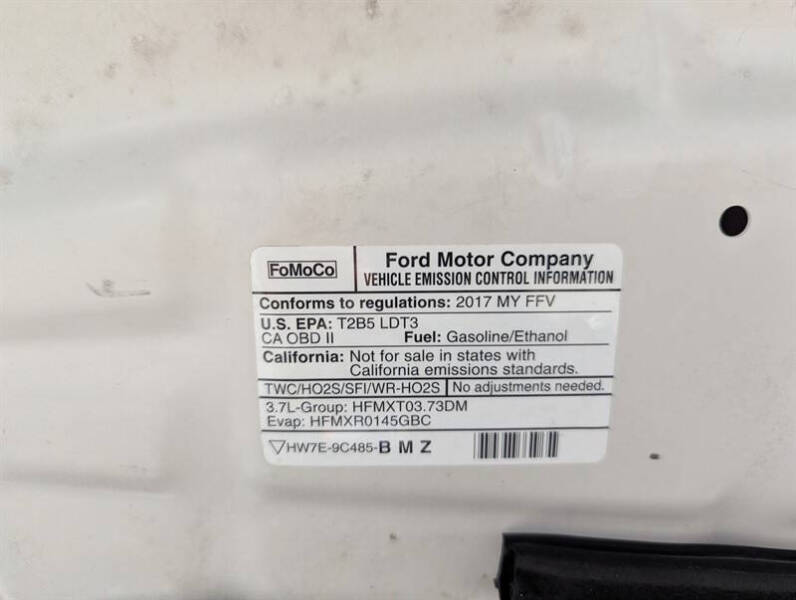 FoMoCo
Ford Motor Company
VEHICLE EMISSION CONTROL INFORMATION
Conforms to regulations: 2017 MY FFV
U.S. EPA: T2B5 LDT3
CA OBD II Fuel: Gasoline/Ethanol
California: Not for sale in states with
California emissions standards.
TWC/HO2S/SFI/WR-HO2S No adjustments needed.
3.7L-Group: HFMXT03.73DM
Evap: HFMXR0145GBC
HW7E-9C485-B M Z